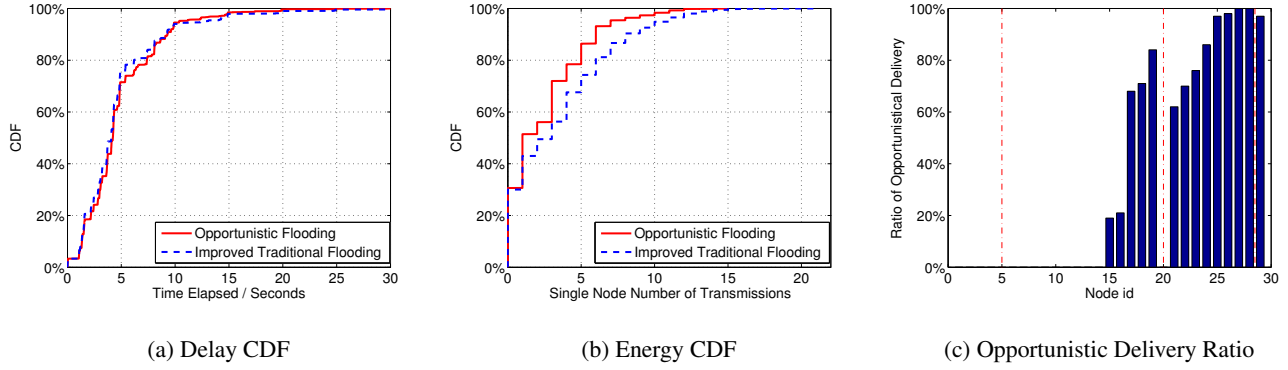 100%
80%
60%
40%
20%
0%
CDF
0
5
10
15
20
25
30
Time Elapsed / Seconds
Opportunistic Flooding
Improved Traditional Flooding
(a) Delay CDF
100%
80%
60%
40%
20%
0%
CDF
0
5
10
15
20
Single Node Number of Transmissions
Opportunistic Flooding
Improved Traditional Flooding
(b) Energy CDF
100%
80%
60%
40%
20%
0%
Ratio of Opportunistical Delivery
0
5
10
15
20
25
30
Node id
(c) Opportunistic Delivery Ratio